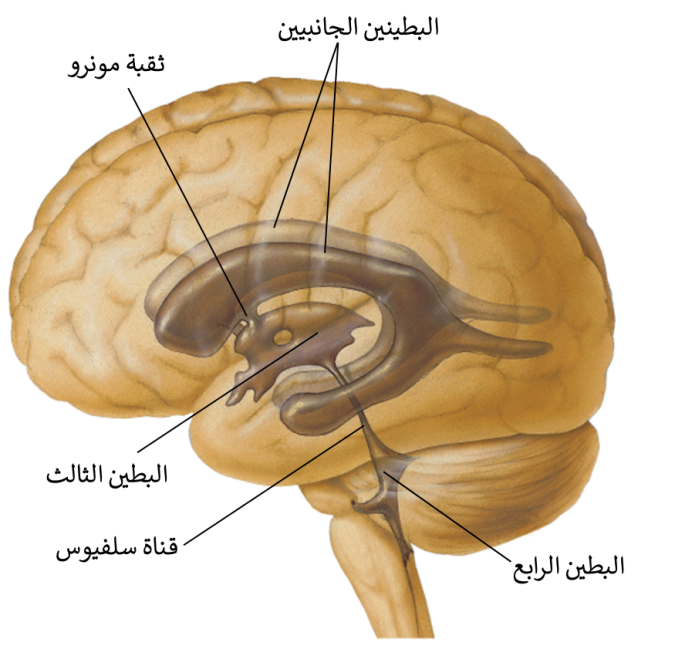 البطينين الجانبيين
ثقبة مونرو
البطين الثالث
قناة سلفيوس
البطين الرابع